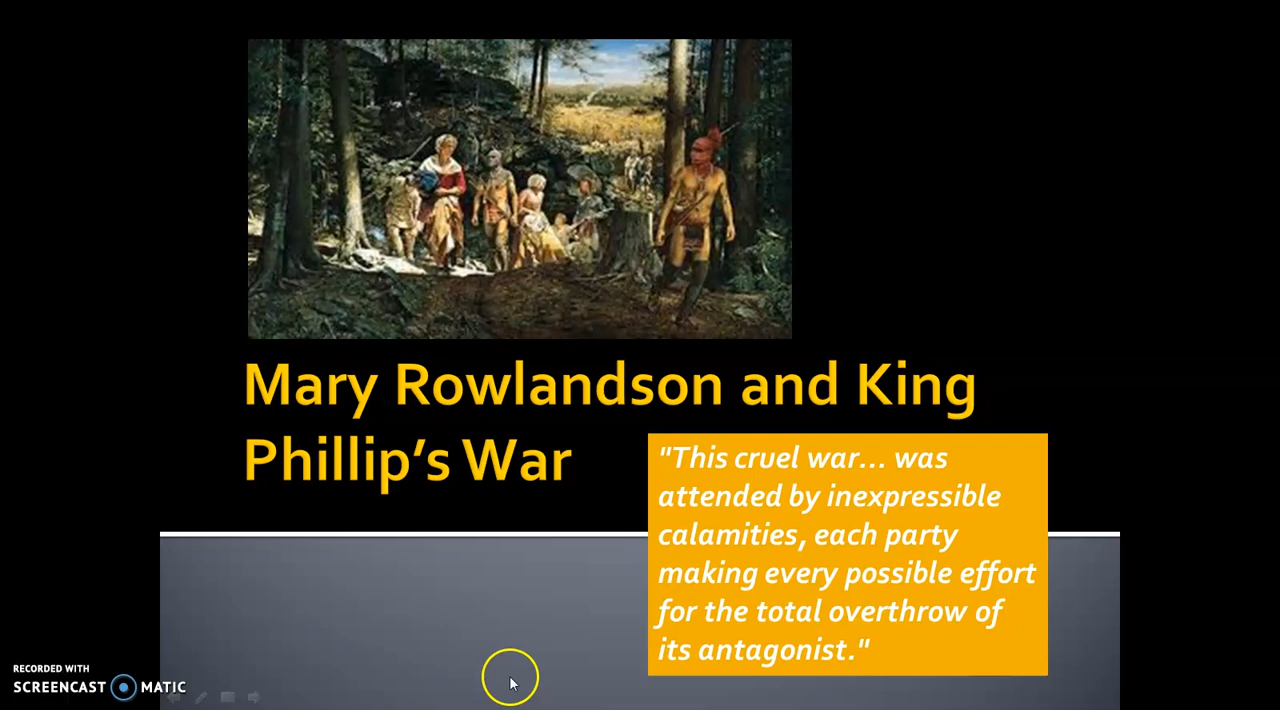 Mary Rowlandson and King
Phillip’s War
"This cruel war... was
attended by inexpressible
calamities, each party
making every possible effort
for the total overthrow of
its antagonist."
RECORDED WITH
SCREENCAST MATIC